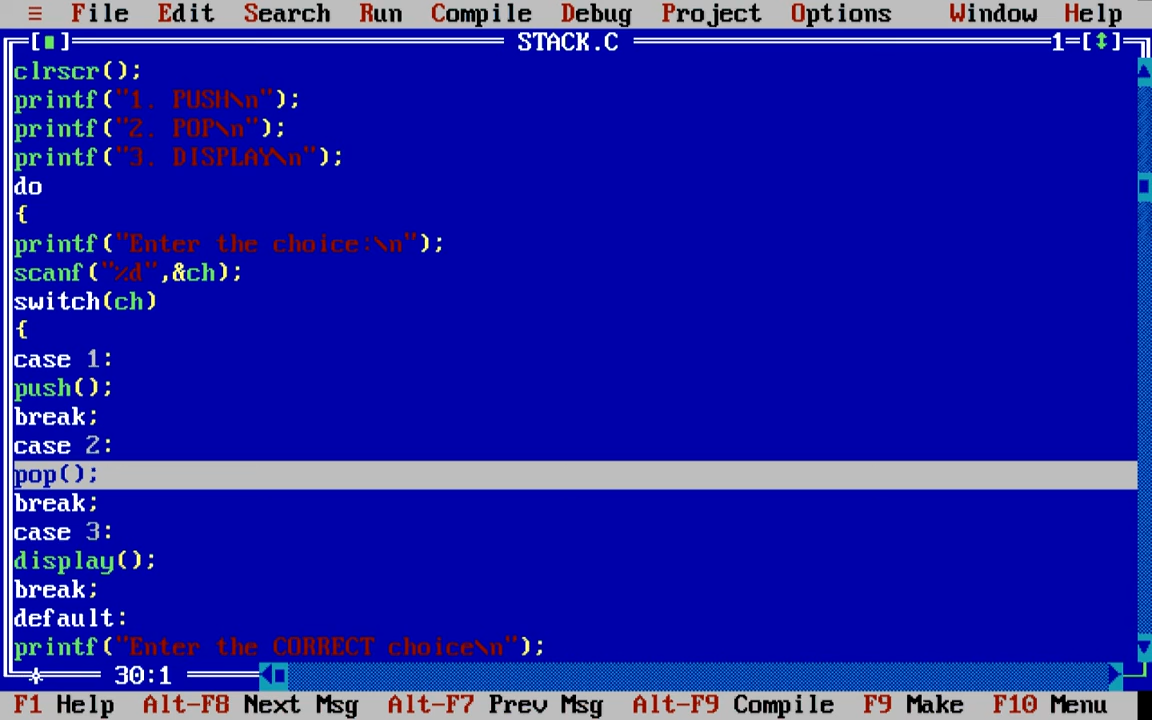 ≡ File Edit Search Run Compile Debug Project Options Window Help
[■] STACK.C 1=[↕]
clrscr();
printf("1. PUSH\n");
printf("2. POP\n");
printf("3. DISPLAY\n");
do
{
printf("Enter the choice:\n");
scanf("%d",&ch);
switch(ch)
{
case 1:
push();
break;
case 2:
pop();
break;
case 3:
display();
break;
default:
printf("Enter the CORRECT choice\n");
30:1
F1 Help Alt-F8 Next Msg Alt-F7 Prev Msg Alt-F9 Compile F9 Make F10 Menu